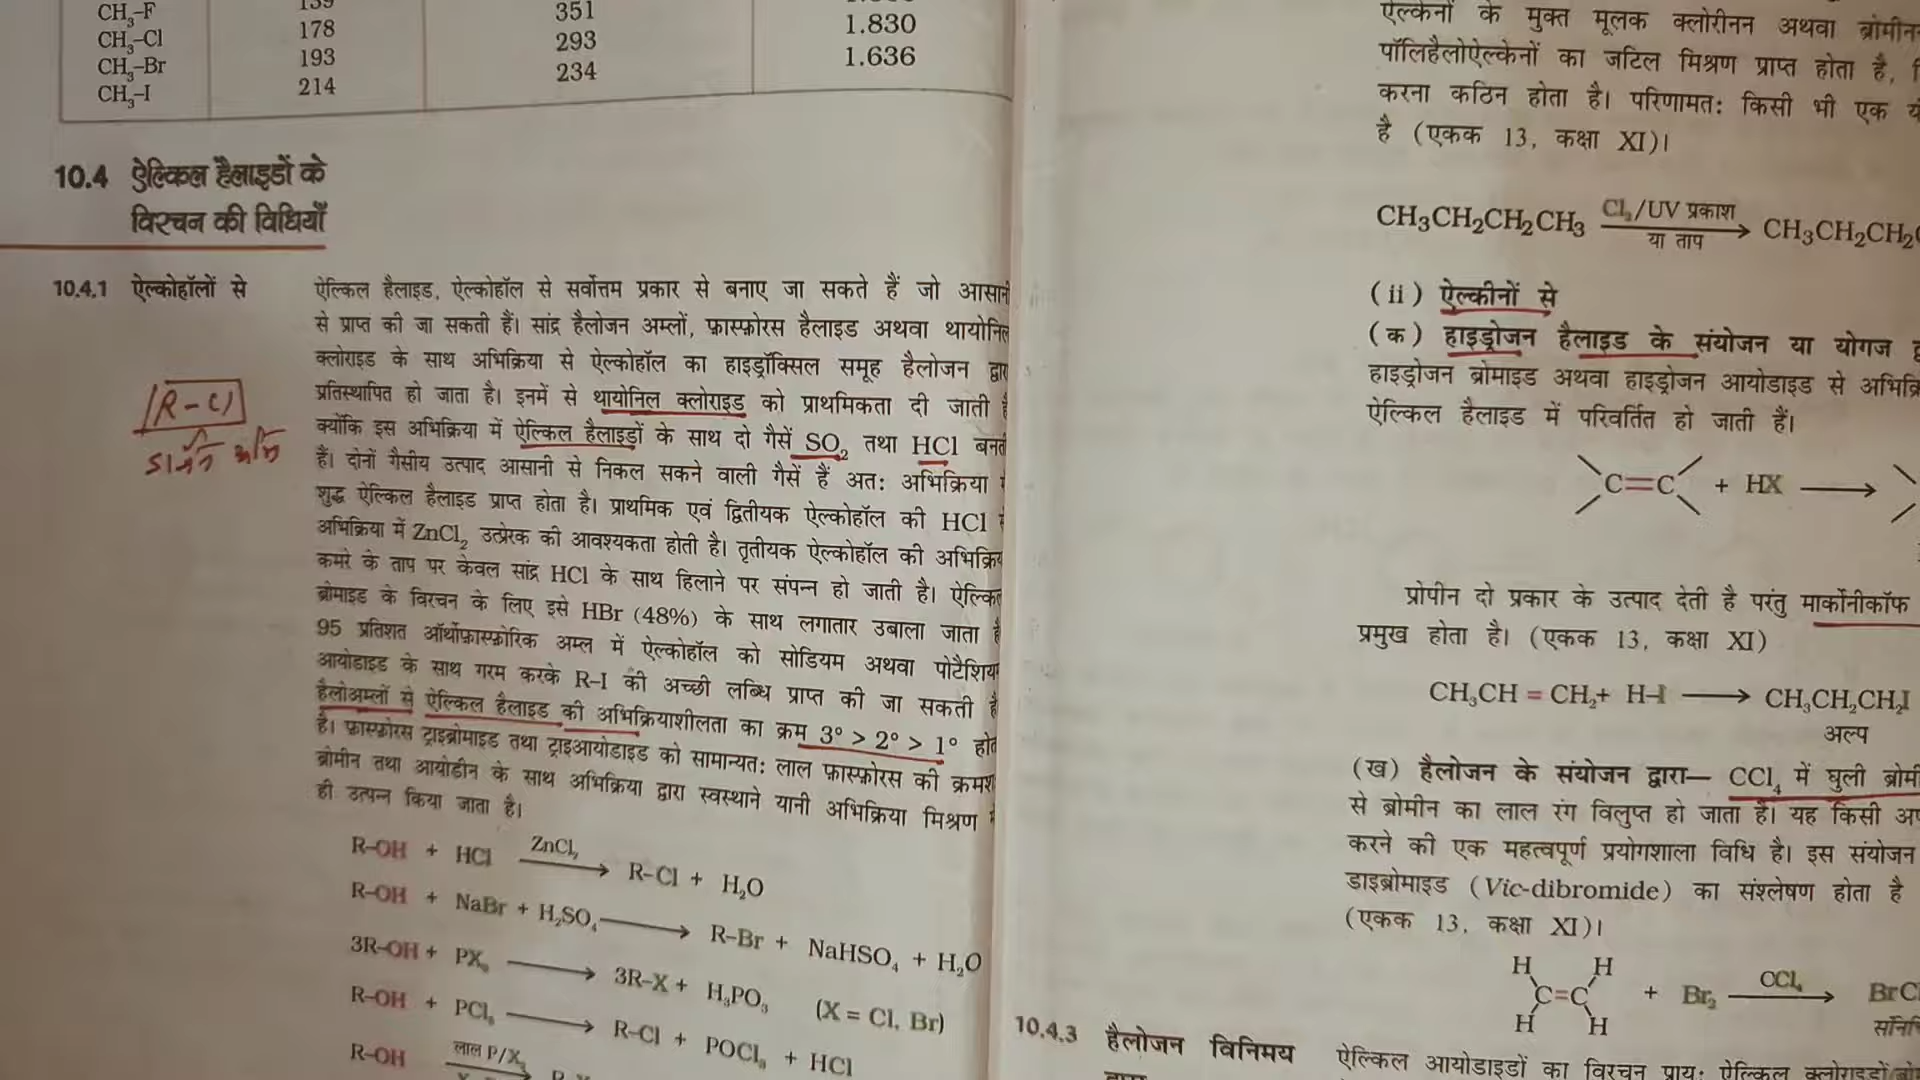 CH₃–F 139 351
CH₃–Cl 178 293 1.830
CH₃–Br 193 234 1.636
CH₃–I 214
10.4 ऐल्किल हैलाइडों के
विरचन की विधियाँ
10.4.1 ऐल्कोहॉलों से
R–Cl
ऐल्किल हैलाइड, ऐल्कोहॉल से सर्वोत्तम प्रकार से बनाए जा सकते हैं जो आसानी
से प्राप्त की जा सकती हैं। सांद्र हैलोजन अम्लों, फ़ास्फ़ोरस हैलाइड अथवा थायोनिल
क्लोराइड के साथ अभिक्रिया से ऐल्कोहॉल का हाइड्रॉक्सिल समूह हैलोजन द्वारा
प्रतिस्थापित हो जाता है। इनमें से थायोनिल क्लोराइड को प्राथमिकता दी जाती है
क्योंकि इस अभिक्रिया में ऐल्किल हैलाइडों के साथ दो गैसें SO₂ तथा HCl बनती
हैं। दोनों गैसीय उत्पाद आसानी से निकल सकने वाली गैसें हैं अतः अभिक्रिया
शुद्ध ऐल्किल हैलाइड प्राप्त होता है। प्राथमिक एवं द्वितीयक ऐल्कोहॉल की HCl
अभिक्रिया में ZnCl₂ उत्प्रेरक की आवश्यकता होती है। तृतीयक ऐल्कोहॉल की अभिक्रिय
कमरे के ताप पर केवल सांद्र HCl के साथ हिलाने पर संपन्न हो जाती है। ऐल्किल
ब्रोमाइड के विरचन के लिए इसे HBr (48%) के साथ लगातार उबाला जाता है
95 प्रतिशत ऑर्थोफ़ास्फ़ोरिक अम्ल में ऐल्कोहॉल को सोडियम अथवा पोटैशिय
आयोडाइड के साथ गरम करके R–I की अच्छी लब्धि प्राप्त की जा सकती है
हैलोअम्लों से ऐल्किल हैलाइड की अभिक्रियाशीलता का क्रम 3° > 2° > 1° होत
है। फ़ास्फ़ोरस ट्राइब्रोमाइड तथा ट्राइआयोडाइड को सामान्यतः लाल फ़ास्फ़ोरस की क्रमश
ब्रोमीन तथा आयोडीन के साथ अभिक्रिया द्वारा स्वस्थाने यानी अभिक्रिया मिश्रण
ही उत्पन्न किया जाता है।
R–OH + HCl ZnCl₂ → R–Cl + H₂O
R–OH + NaBr + H₂SO₄ → R–Br + NaHSO₄ + H₂O
3R–OH + PX₃ → 3R–X + H₃PO₃ (X = Cl, Br)
R–OH + PCl₅ → R–Cl + POCl₃ + HCl
R–OH लाल P/X₂ →
ऐल्केनों के मुक्त मूलक क्लोरीनन अथवा ब्रोमीनन
पॉलिहैलोऐल्केनों का जटिल मिश्रण प्राप्त होता है,
करना कठिन होता है। परिणामतः किसी भी एक
है (एकक 13, कक्षा XI)।
CH₃CH₂CH₂CH₃ Cl₂/UV प्रकाश या ताप → CH₃CH₂CH₂
(ii) ऐल्कीनों से
(क) हाइड्रोजन हैलाइड के संयोजन या योगज
हाइड्रोजन ब्रोमाइड अथवा हाइड्रोजन आयोडाइड से अभिक्रि
ऐल्किल हैलाइड में परिवर्तित हो जाती हैं।
C=C + HX →
प्रोपीन दो प्रकार के उत्पाद देती है परंतु मार्कोनीकॉफ
प्रमुख होता है। (एकक 13, कक्षा XI)
CH₃CH = CH₂ + H–I → CH₃CH₂CH₂I
अल्प
(ख) हैलोजन के संयोजन द्वारा— CCl₄ में घुली ब्रोमी
से ब्रोमीन का लाल रंग विलुप्त हो जाता है। यह किसी
करने की एक महत्वपूर्ण प्रयोगशाला विधि है। इस संयोजन
डाइब्रोमाइड (Vic-dibromide) का संश्लेषण होता है
(एकक 13, कक्षा XI)।
H H
C=C + Br₂ CCl₄ → BrC
H H
10.4.3 हैलोजन विनिमय
ऐल्किल आयोडाइडों का विरचन प्रायः ऐल्किल क्लोराइडों